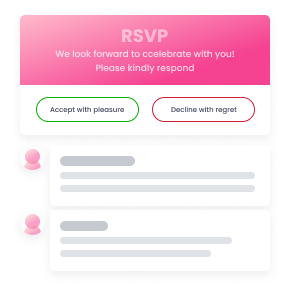 RSVP
We look forward to ccelebrate with you!
Please kindly respond
Accept with pleasure
Decline with regret